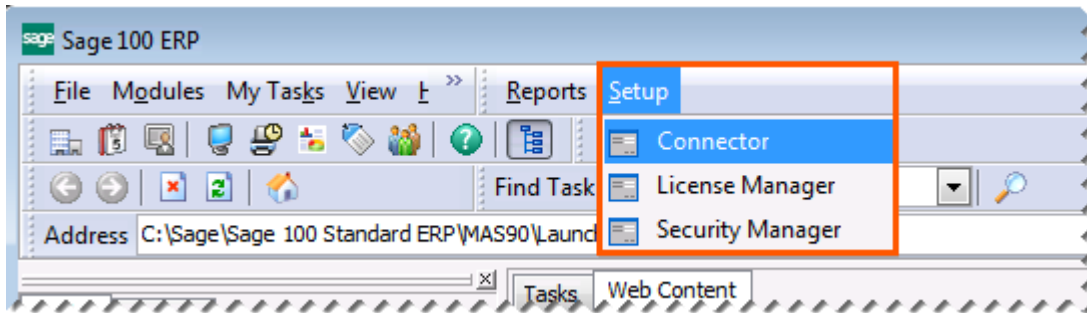 sage Sage 100 ERP
File Modules My Tasks View H » Reports Setup
5
Connector
Find Task License Manager
Address C:\Sage\Sage 100 Standard ERP\MAS90\Launc Security Manager
Tasks Web Content